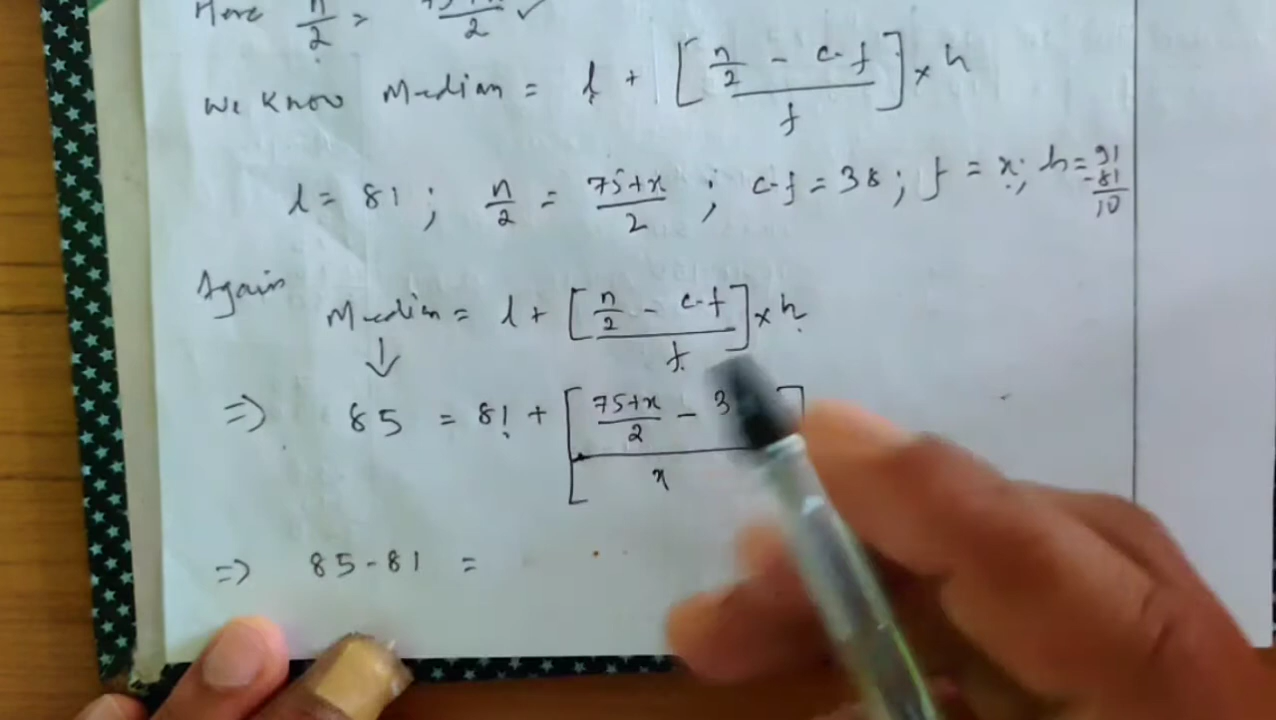 Here n/2 > 75+x/2 ✓
We know Median = l + [n/2 - c.f / f] × h
l = 81 ; n/2 = 75+x/2 ; c.f = 38 ; f = x ; h = 91 - 81 10
Again
Median = l + [n/2 - c.f / f] × h
↓
=> 85 = 81 + [75+x/2 - 3 / x]
=> 85 - 81 =